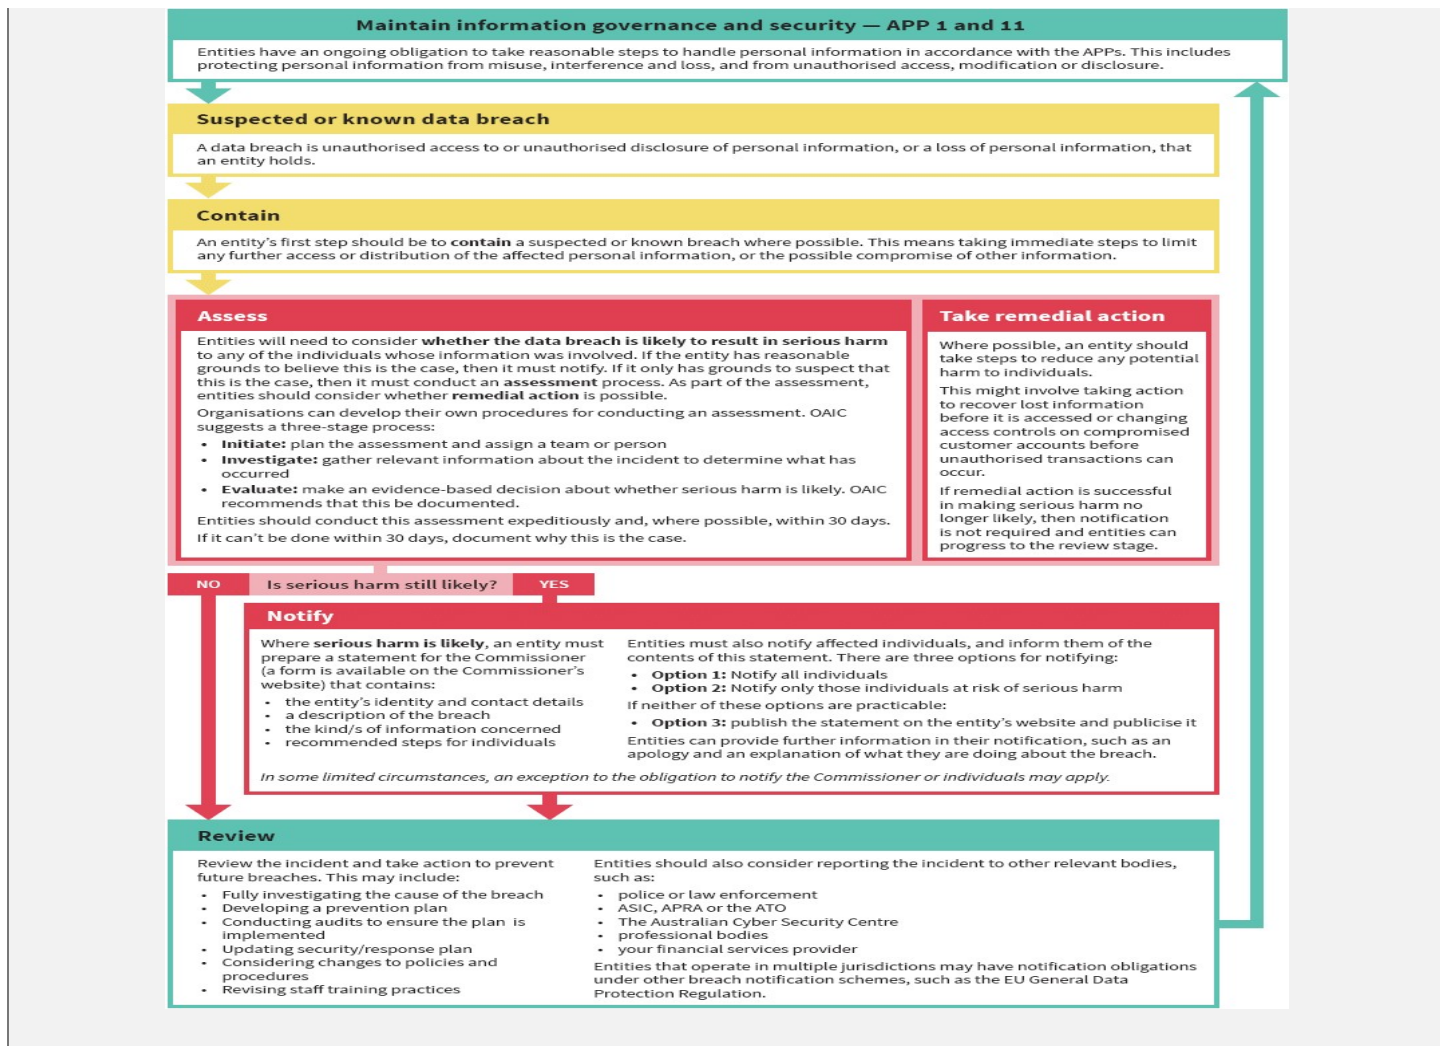 Maintain information governance and security — APP 1 and 11
Entities have an ongoing obligation to take reasonable steps to handle personal information in accordance with the APPs. This includes
protecting personal information from misuse, interference and loss, and from unauthorised access, modification or disclosure.
Suspected or known data breach
A data breach is unauthorised access to or unauthorised disclosure of personal information, or a loss of personal information, that
an entity holds.
Contain
An entity's first step should be to contain a suspected or known breach where possible. This means taking immediate steps to limit
any further access or distribution of the affected personal information, or the possible compromise of other information.
Assess
Entities will need to consider whether the data breach is likely to result in serious harm
to any of the individuals whose information was involved. If the entity has reasonable
grounds to believe this is the case, then it must notify. If it only has grounds to suspect that
this is the case, then it must conduct an assessment process. As part of the assessment,
entities should consider whether remedial action is possible.
Organisations can develop their own procedures for conducting an assessment. OAIC
suggests a three-stage process:
• Initiate: plan the assessment and assign a team or person
• Investigate: gather relevant information about the incident to determine what has
occurred
• Evaluate: make an evidence-based decision about whether serious harm is likely. OAIC
recommends that this be documented.
Entities should conduct this assessment expeditiously and, where possible, within 30 days.
If it can't be done within 30 days, document why this is the case.
Take remedial action
Where possible, an entity should
take steps to reduce any potential
harm to individuals.
This might involve taking action
to recover lost information
before it is accessed or changing
access controls on compromised
customer accounts before
unauthorised transactions can
occur.
If remedial action is successful
in making serious harm no
longer likely, then notification
is not required and entities can
progress to the review stage.
NO
Is serious harm still likely?
YES
Notify
Where serious harm is likely, an entity must
prepare a statement for the Commissioner
(a form is available on the Commissioner's
website) that contains:
• the entity's identity and contact details
• a description of the breach
• the kind/s of information concerned
• recommended steps for individuals
Entities must also notify affected individuals, and inform them of the
contents of this statement. There are three options for notifying:
• Option 1: Notify all individuals
• Option 2: Notify only those individuals at risk of serious harm
If neither of these options are practicable:
• Option 3: publish the statement on the entity's website and publicise it
Entities can provide further information in their notification, such as an
apology and an explanation of what they are doing about the breach.
In some limited circumstances, an exception to the obligation to notify the Commissioner or individuals may apply.
Review
Review the incident and take action to prevent
future breaches. This may include:
• Fully investigating the cause of the breach
• Developing a prevention plan
• Conducting audits to ensure the plan is
implemented
• Updating security/response plan
• Considering changes to policies and
procedures
• Revising staff training practices
Entities should also consider reporting the incident to other relevant bodies,
such as:
• police or law enforcement
• ASIC, APRA or the ATO
• The Australian Cyber Security Centre
• professional bodies
• your financial services provider
Entities that operate in multiple jurisdictions may have notification obligations
under other breach notification schemes, such as the EU General Data
Protection Regulation.